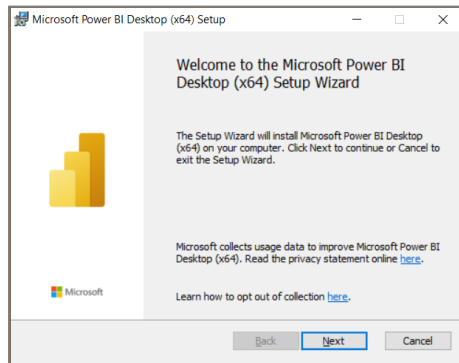 Microsoft Power BI Desktop (x64) Setup
Welcome to the Microsoft Power BI
Desktop (x64) Setup Wizard
The Setup Wizard will install Microsoft Power BI Desktop
(x64) on your computer. Click Next to continue or Cancel to
exit the Setup Wizard.
Microsoft collects usage data to improve Microsoft Power BI
Desktop (x64). Read the privacy statement online here.
Microsoft
Learn how to opt out of collection here.
Back Next Cancel